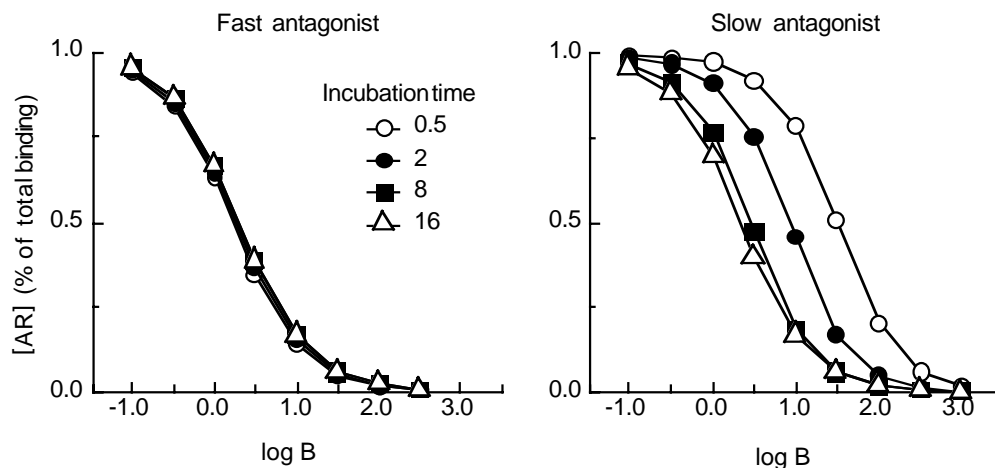 Fast antagonist
Slow antagonist
[AR] (% of total binding)
1.0
0.5
0.0
Incubation time
0.5
2
8
16
-1.0 0.0 1.0 2.0 3.0
log B
1.0
0.5
0.0
-1.0 0.0 1.0 2.0 3.0
log B